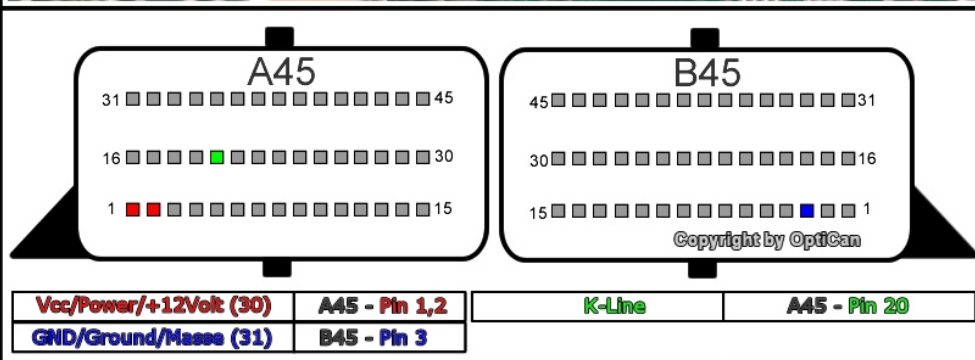 A45
B45
31 45
45 31
16 30
30 16
1 15
15 1
Copyright by OptiCan
Vcc/Power/+12Volt (30) A45 - Pin 1,2 K-Line A45 - Pin 20
GND/Ground/Masse (31) B45 - Pin 3